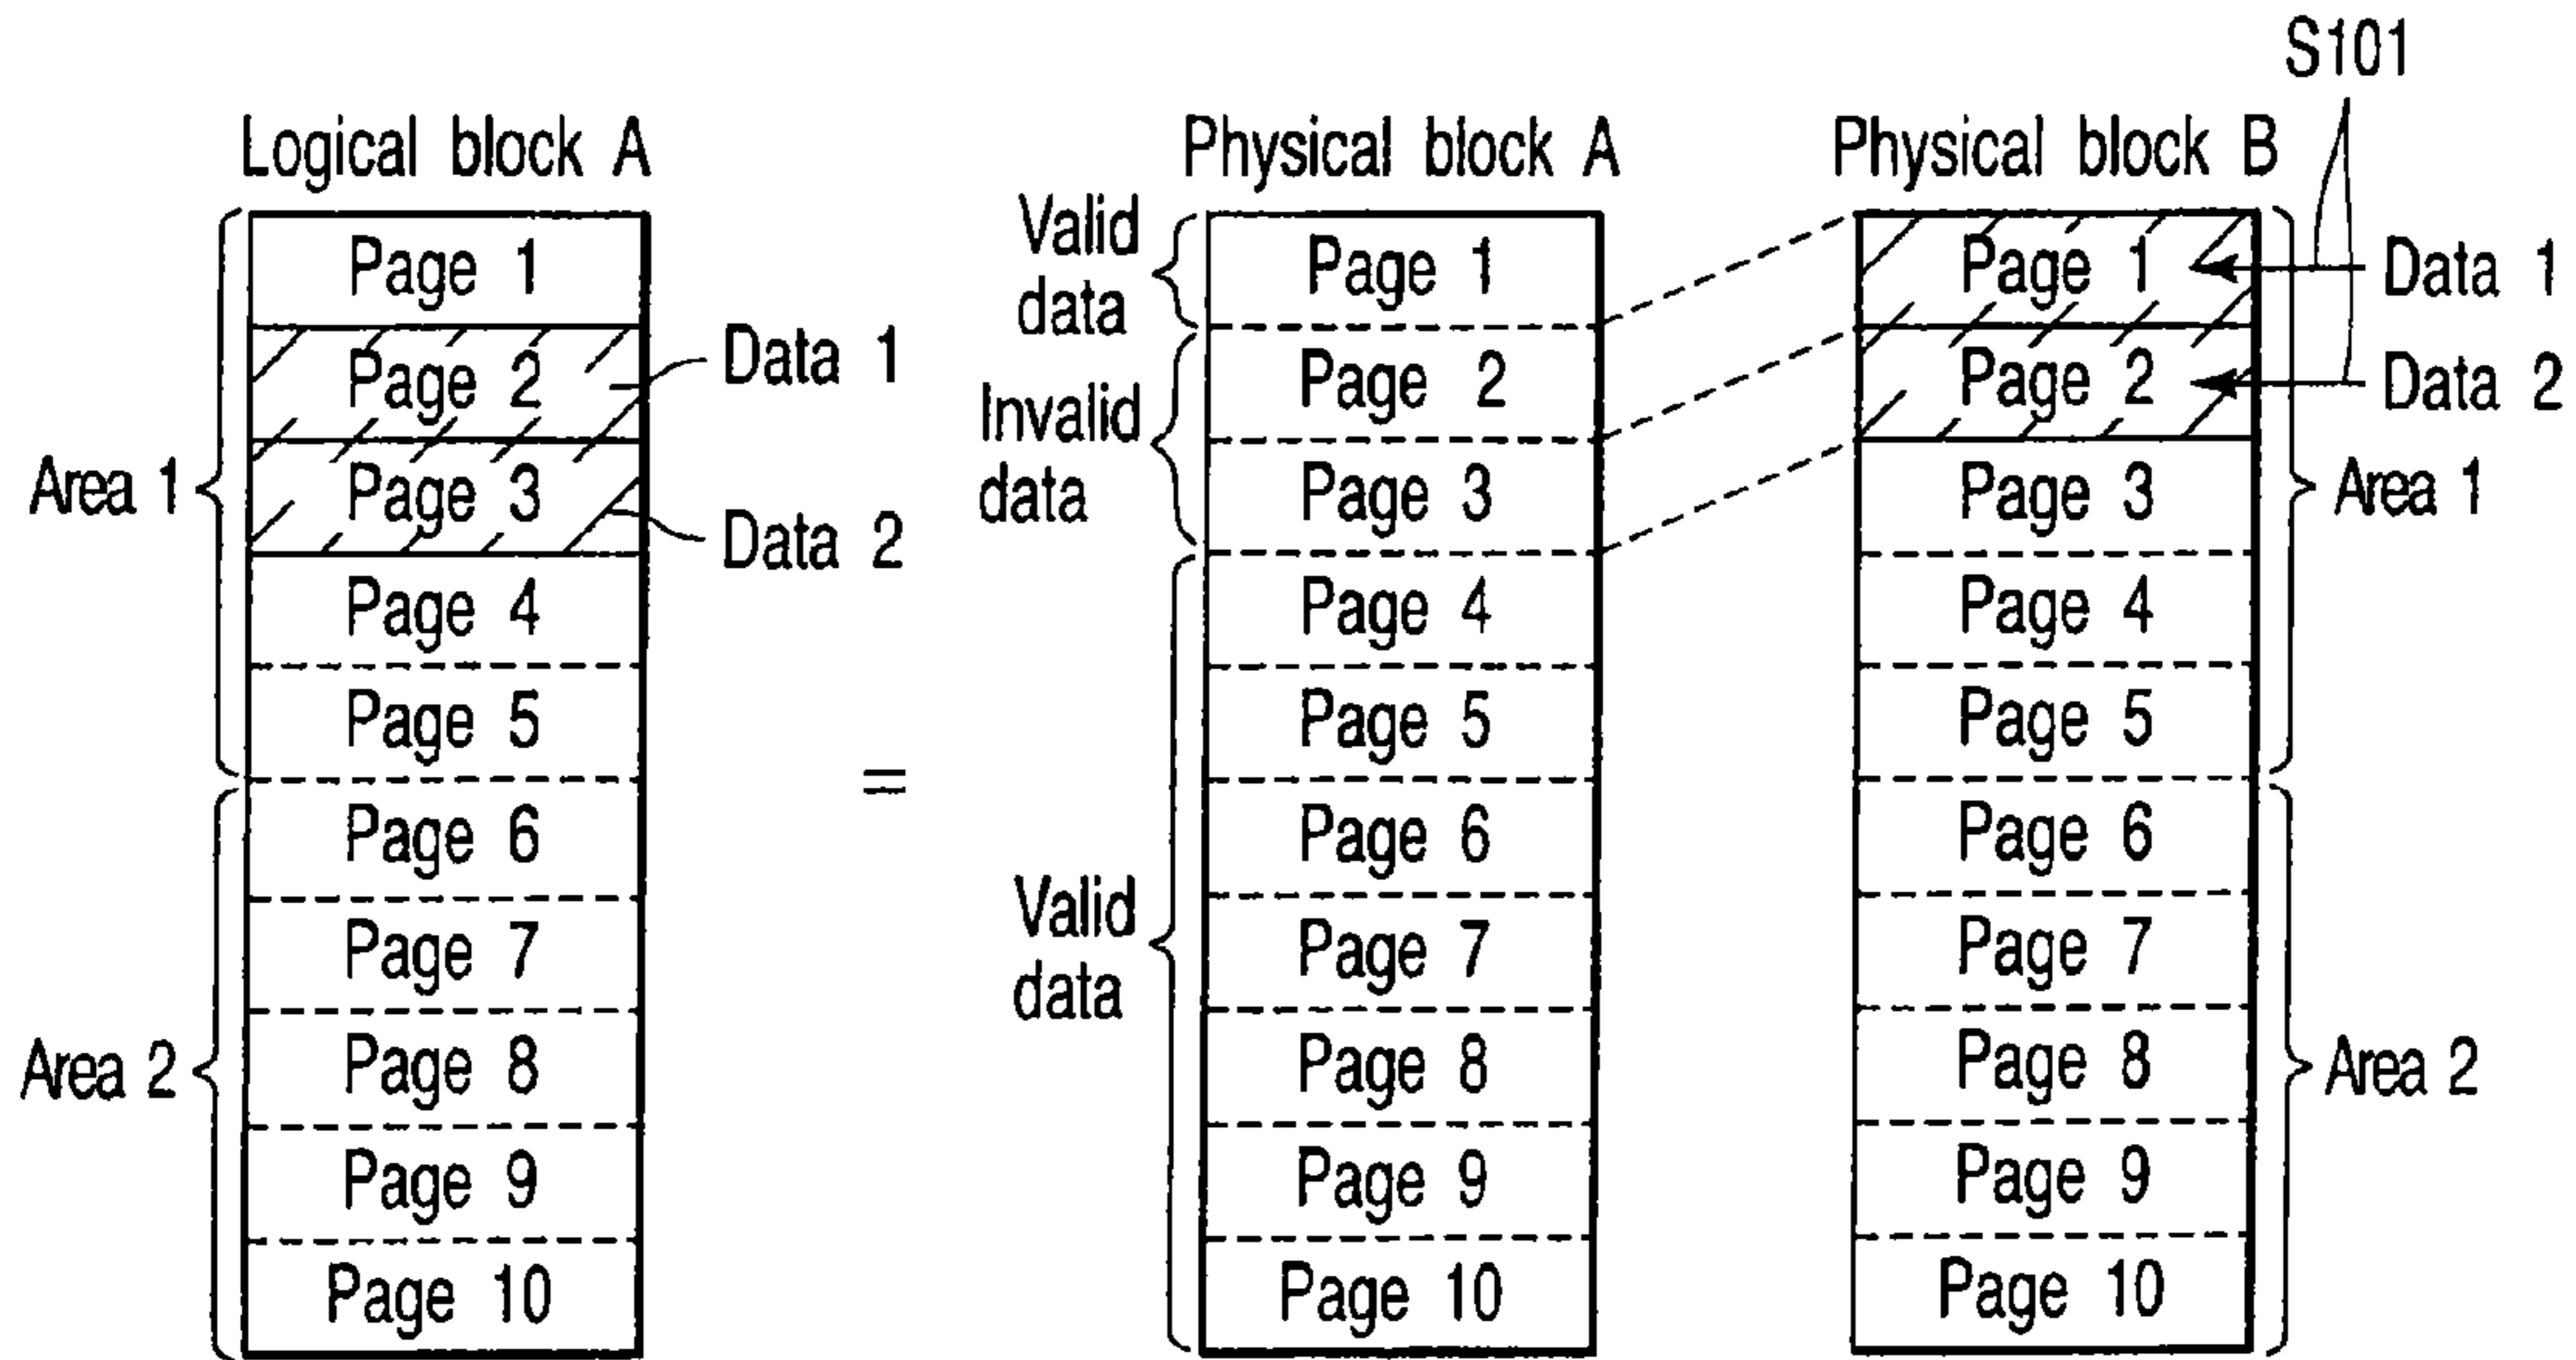 S101
Logical block A
Physical block A
Physical block B
Area 1
Area 2
Page 1
Page 2
Page 3
Page 4
Page 5
Page 6
Page 7
Page 8
Page 9
Page 10
Data 1
Data 2
=
Valid
data
Invalid
data
Valid
data
Page 1
Page 2
Page 3
Page 4
Page 5
Page 6
Page 7
Page 8
Page 9
Page 10
Page 1
Page 2
Page 3
Page 4
Page 5
Page 6
Page 7
Page 8
Page 9
Page 10
Data 1
Data 2
Area 1
Area 2